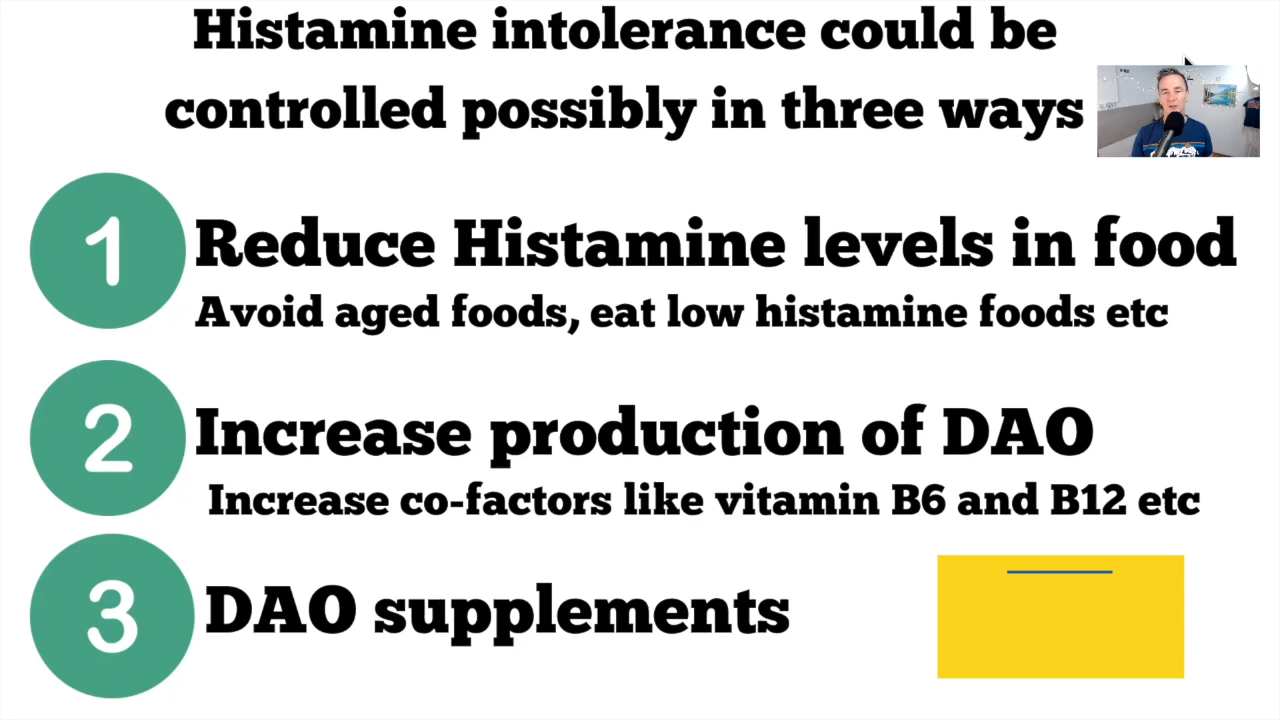 Histamine intolerance could be
controlled possibly in three ways
1
Reduce Histamine levels in food
Avoid aged foods, eat low histamine foods etc
2
Increase production of DAO
Increase co-factors like vitamin B6 and B12 etc
3
DAO supplements